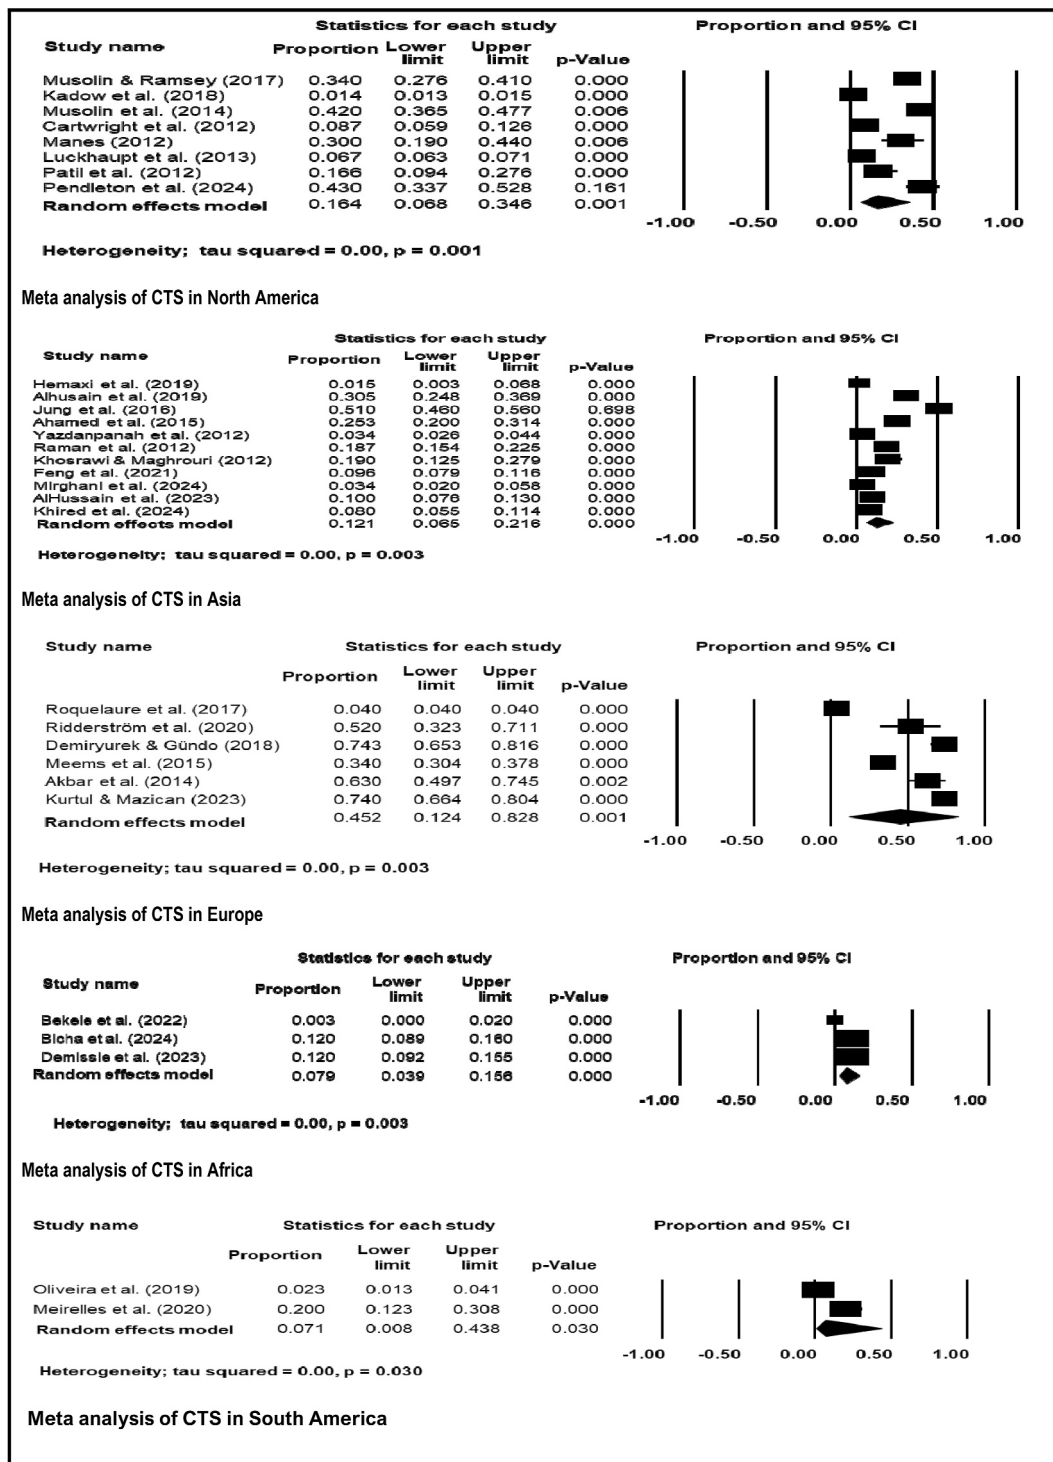 Statistics for each study Proportion and 95% CI
Study name Proportion Lower limit Upper limit p-Value
Musolin & Ramsey (2017) 0.340 0.276 0.410 0.000
Kadow et al. (2018) 0.014 0.013 0.015 0.000
Musolin et al. (2014) 0.420 0.365 0.477 0.006
Cartwright et al. (2012) 0.087 0.059 0.126 0.000
Manes (2012) 0.300 0.190 0.440 0.006
Luckhaupt et al. (2013) 0.067 0.063 0.071 0.000
Patil et al. (2012) 0.166 0.094 0.276 0.000
Pendleton et al. (2024) 0.430 0.337 0.528 0.161
Random effects model 0.164 0.068 0.346 0.001
-1.00 -0.50 0.00 0.50 1.00
Heterogeneity; tau squared = 0.00, p = 0.001
Meta analysis of CTS in North America
Statistics for each study Proportion and 95% CI
Study name Proportion Lower limit Upper limit p-Value
Hemaxi et al. (2019) 0.015 0.003 0.068 0.000
Alhusain et al. (2019) 0.305 0.248 0.369 0.000
Jung et al. (2016) 0.510 0.460 0.560 0.698
Ahamed et al. (2015) 0.253 0.200 0.314 0.000
Yazdanpanah et al. (2012) 0.034 0.026 0.044 0.000
Raman et al. (2012) 0.187 0.154 0.225 0.000
Khosrawi & Maghrouri (2012) 0.190 0.125 0.279 0.000
Feng et al. (2021) 0.096 0.079 0.116 0.000
Mirghani et al. (2024) 0.034 0.020 0.058 0.000
AlHussain et al. (2023) 0.100 0.076 0.130 0.000
Khired et al. (2024) 0.080 0.055 0.114 0.000
Random effects model 0.121 0.065 0.216 0.000
-1.00 -0.50 0.00 0.50 1.00
Heterogeneity; tau squared = 0.00, p = 0.003
Meta analysis of CTS in Asia
Study name Statistics for each study Proportion and 95% CI
Proportion Lower limit Upper limit p-Value
Roquelaure et al. (2017) 0.040 0.040 0.040 0.000
Ridderström et al. (2020) 0.520 0.323 0.711 0.000
Demiryurek & Gündo (2018) 0.743 0.653 0.816 0.000
Meems et al. (2015) 0.340 0.304 0.378 0.000
Akbar et al. (2014) 0.630 0.497 0.745 0.002
Kurtul & Mazican (2023) 0.740 0.664 0.804 0.000
Random effects model 0.452 0.124 0.828 0.001
-1.00 -0.50 0.00 0.50 1.00
Heterogeneity; tau squared = 0.00, p = 0.003
Meta analysis of CTS in Europe
Statistics for each study Proportion and 95% CI
Study name Proportion Lower limit Upper limit p-Value
Bekele et al. (2022) 0.003 0.000 0.020 0.000
Bicha et al. (2024) 0.120 0.089 0.160 0.000
Demissie et al. (2023) 0.120 0.092 0.155 0.000
Random effects model 0.079 0.039 0.156 0.000
-1.00 -0.50 0.00 0.50 1.00
Heterogeneity; tau squared = 0.00, p = 0.003
Meta analysis of CTS in Africa
Study name Statistics for each study Proportion and 95% CI
Proportion Lower limit Upper limit p-Value
Oliveira et al. (2019) 0.023 0.013 0.041 0.000
Meirelles et al. (2020) 0.200 0.123 0.308 0.000
Random effects model 0.071 0.008 0.438 0.030
-1.00 -0.50 0.00 0.50 1.00
Heterogeneity; tau squared = 0.00, p = 0.030
Meta analysis of CTS in South America